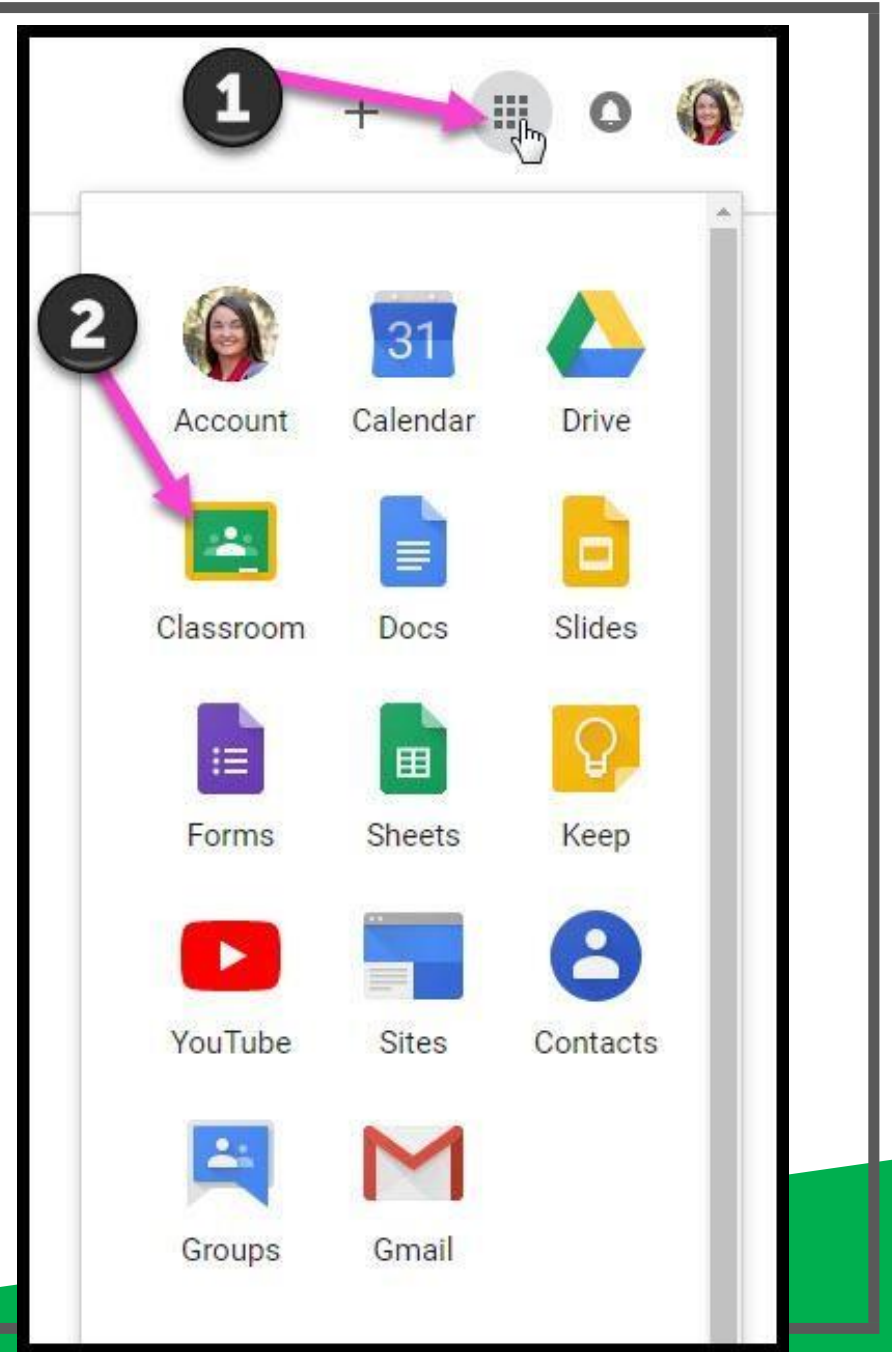 1
2
31
Account Calendar Drive
Classroom Docs Slides
Forms Sheets Keep
YouTube Sites Contacts
Groups Gmail